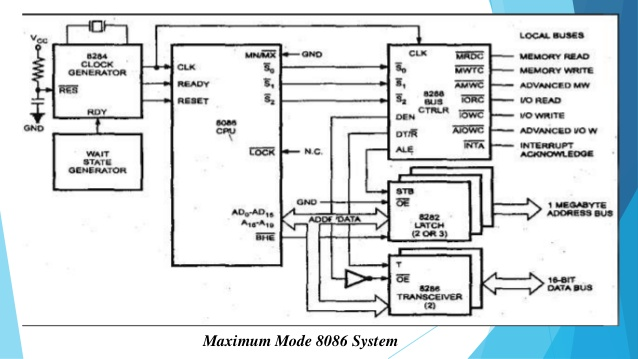 LOCAL BUSES
VCC
8284
CLOCK
GENERATOR
RES
RDY
GND
WAIT
STATE
GENERATOR
MN/MX
GND
CLK
READY
RESET
S0
S1
S2
8086
CPU
LOCK
N.C.
AD0-AD15
A16-A19
BHE
ADDR/DATA
CLK
S0
S1
S2
8288 BUS
CTRLR
DEN
DT/R
ALE
MRDC
MWTC
AMWC
IORC
IOWC
AIOWC
INTA
MEMORY READ
MEMORY WRITE
ADVANCED MW
I/O READ
I/O WRITE
ADVANCED I/O W
INTERRUPT
ACKNOWLEDGE
GND
STB
OE
8282
LATCH
(2 OR 3)
1 MEGABYTE
ADDRESS BUS
T
OE
8286
TRANSCEIVER
(2)
16-BIT
DATA BUS
Maximum Mode 8086 System